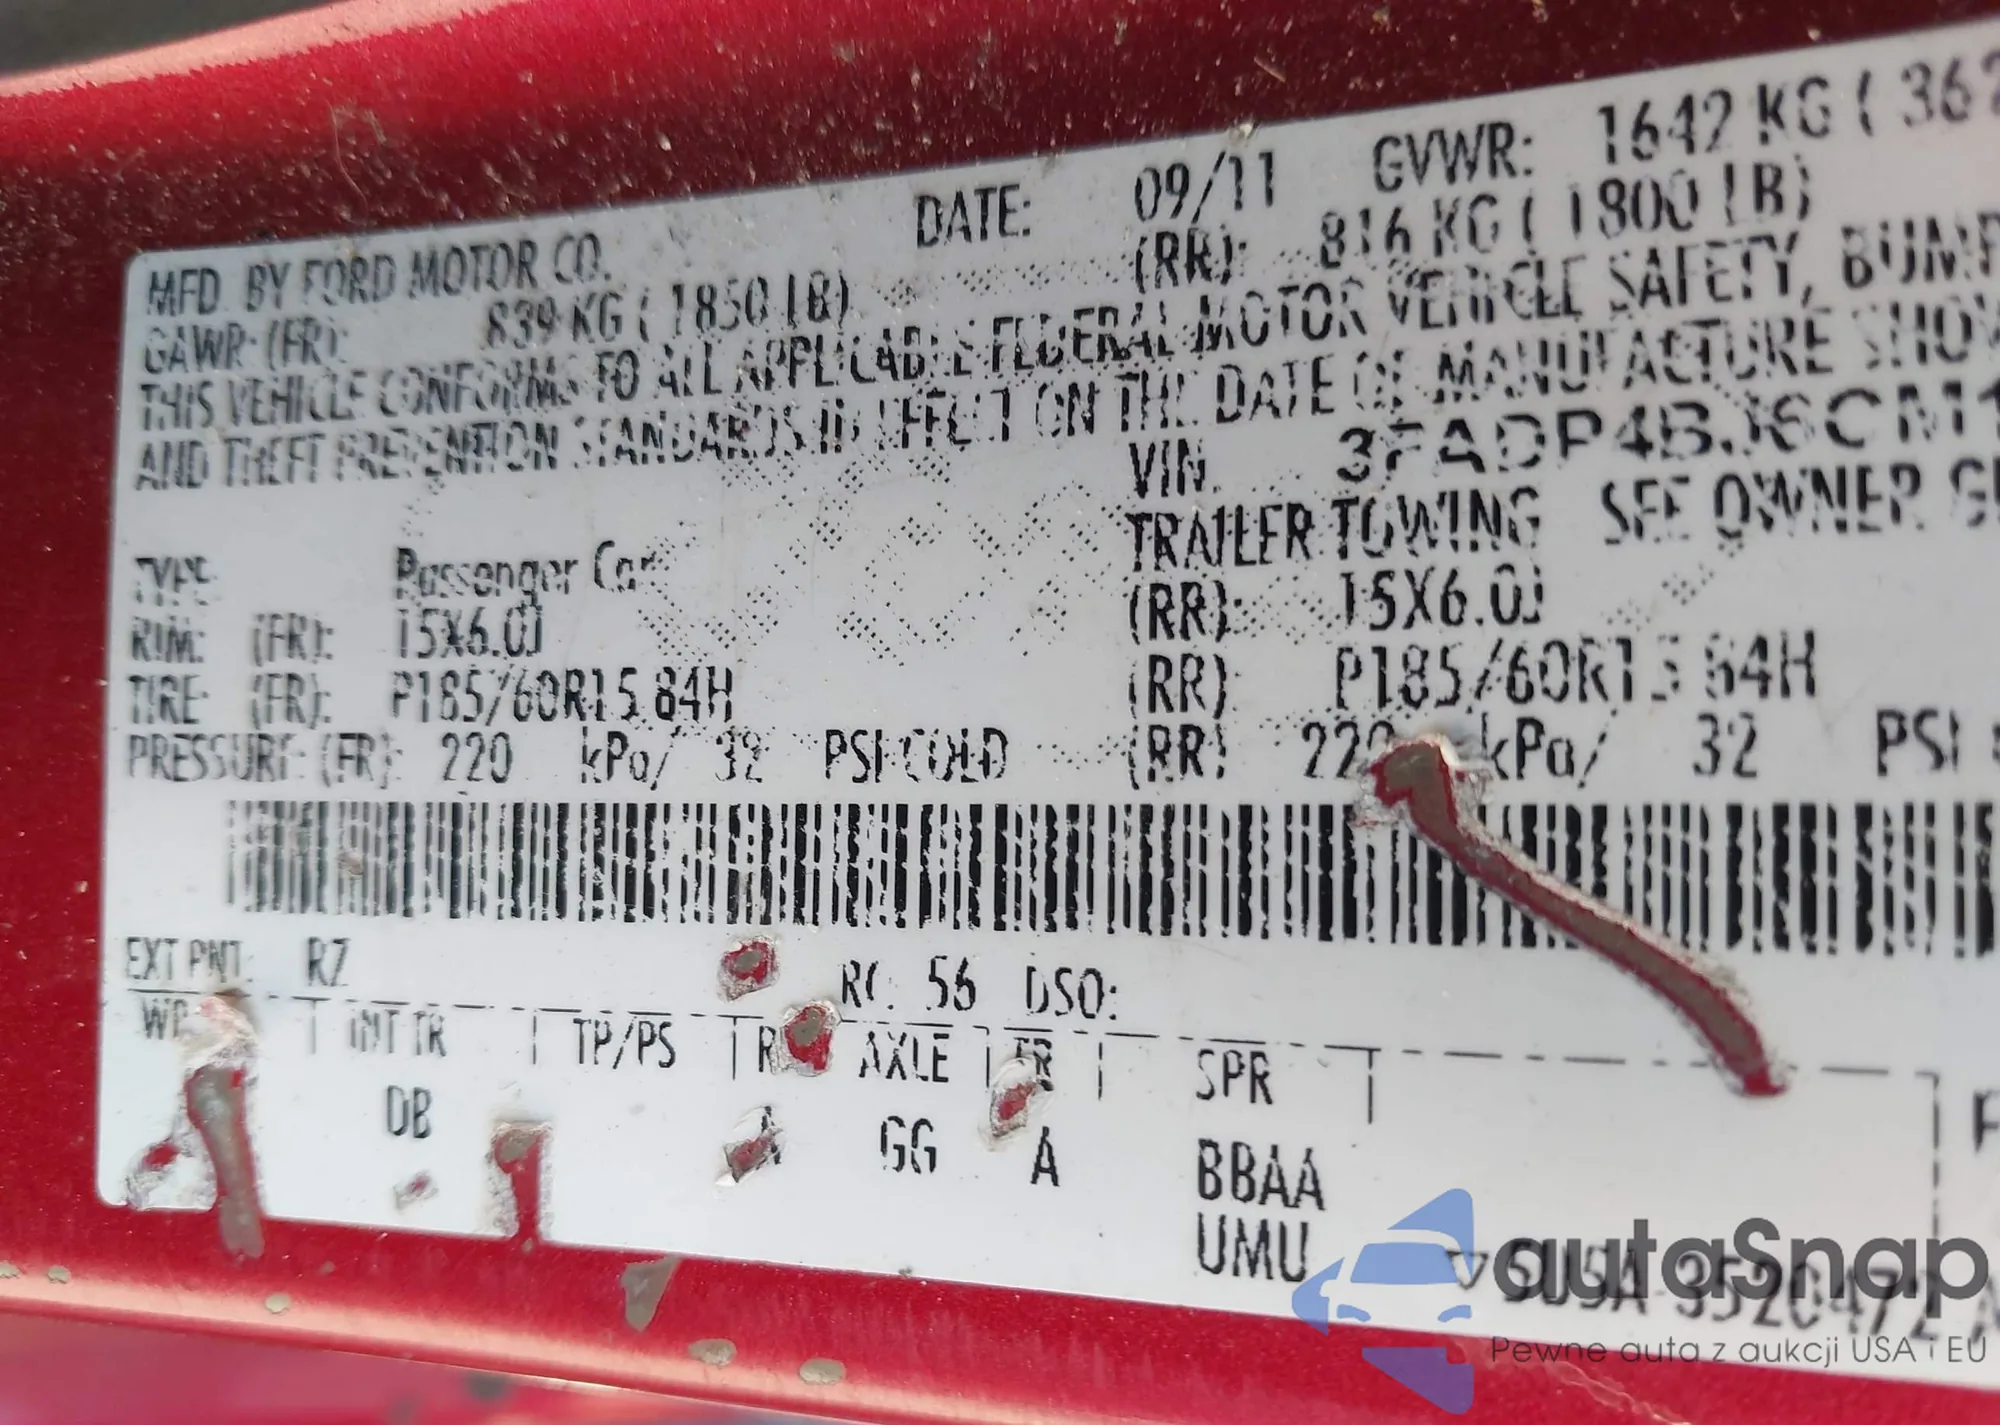 MFD. BY FORD MOTOR CO. DATE: 09/11 GVWR: 1642 KG ( 362
GAWR: (FR): 839 KG ( 1850 LB) (RR): 816 KG ( 1800 LB)
THIS VEHICLE CONFORMS TO ALL APPLICABLE FEDERAL MOTOR VEHICLE SAFETY, BUMP
AND THEFT PREVENTION STANDARDS IN EFFECT ON THE DATE OF MANUFACTURE SHOW
VIN: 3FADP4BJ6CM1
TYPE: Passenger Car TRAILER TOWING SEE OWNER G
RIM: (FR): 15X6.0J (RR): 15X6.0J
TIRE: (FR): P185/60R15 84H (RR): P185/60R15 84H
PRESSURE: (FR): 220 kPa/ 32 PSI COLD (RR): 220 kPa/ 32 PSI
EXT PNT: RZ RC: 56 DSO:
INT TR TP/PS R AXLE TR SPR
DB A GG A BBAA
UMU
autoSnap
Pewne auta z aukcji USA i EU